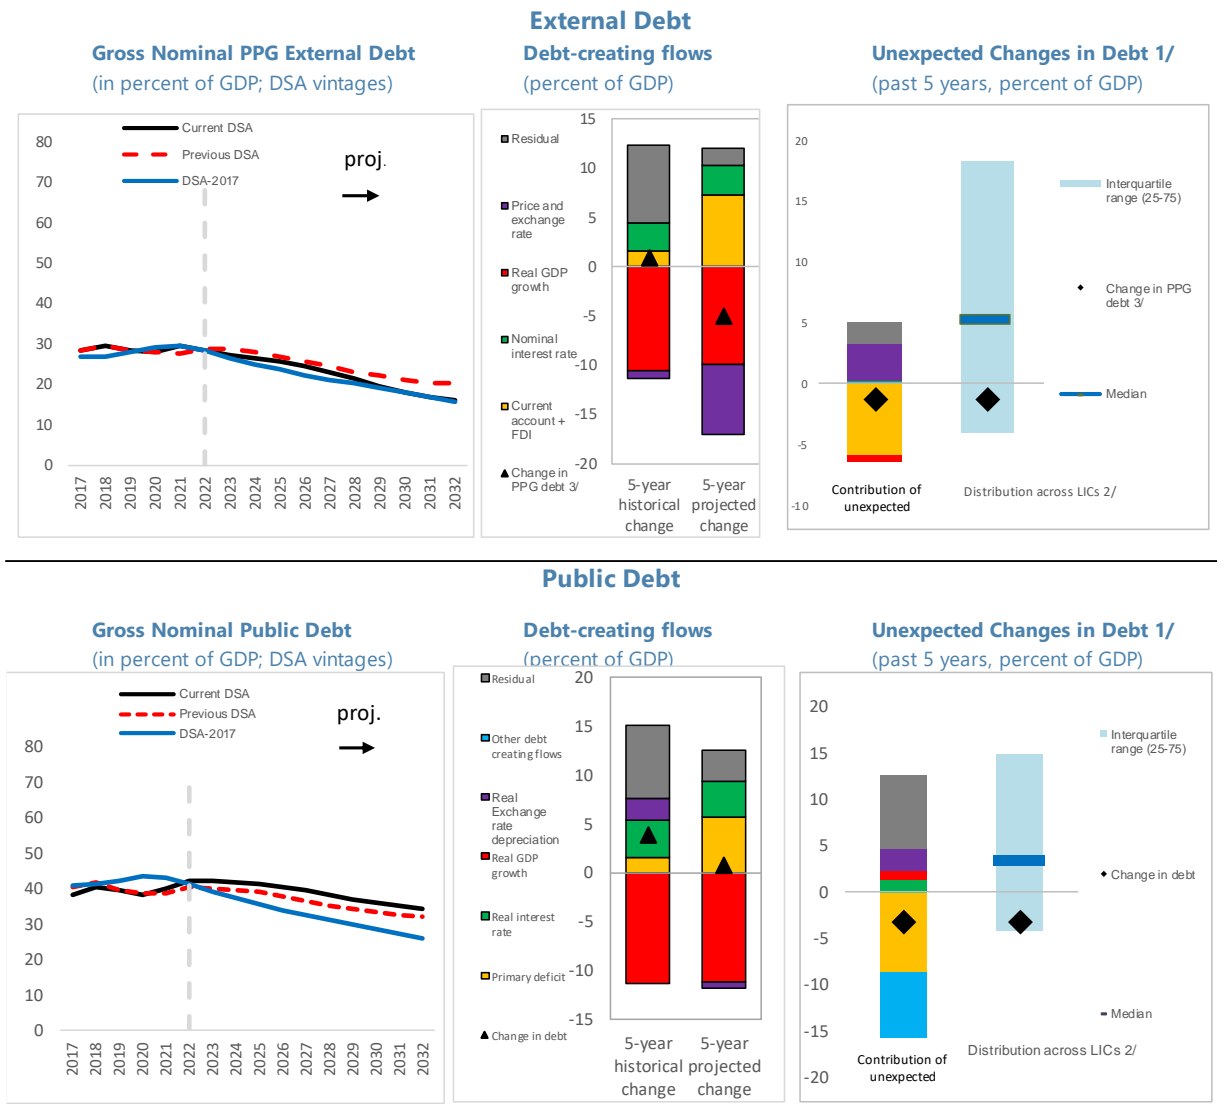 External Debt
Gross Nominal PPG External Debt
(in percent of GDP; DSA vintages)
Debt-creating flows
(percent of GDP)
Unexpected Changes in Debt 1/
(past 5 years, percent of GDP)
Current DSA
Previous DSA
DSA-2017
proj.
80
70
60
50
40
30
20
10
0
2017
2018
2019
2020
2021
2022
2023
2024
2025
2026
2027
2028
2029
2030
2031
2032
Residual
Price and
exchange
rate
Real GDP
growth
Nominal
interest rate
Current
account +
FDI
Change in
PPG debt 3/
15
10
5
0
-5
-10
-15
-20
5-year
historical
change
5-year
projected
change
20
15
10
5
0
-5
-10
Interquartile
range (25-75)
Change in PPG
debt 3/
Median
Contribution of
unexpected
Distribution across LICs 2/
Public Debt
Gross Nominal Public Debt
(in percent of GDP; DSA vintages)
Debt-creating flows
(percent of GDP)
Unexpected Changes in Debt 1/
(past 5 years, percent of GDP)
Current DSA
Previous DSA
DSA-2017
proj.
80
70
60
50
40
30
20
10
0
2017
2018
2019
2020
2021
2022
2023
2024
2025
2026
2027
2028
2029
2030
2031
2032
Residual
Other debt
creating flows
Real
Exchange
rate
depreciation
Real GDP
growth
Real interest
rate
Primary deficit
Change in debt
20
15
10
5
0
-5
-10
-15
5-year
historical
change
5-year
projected
change
20
15
10
5
0
-5
-10
-15
-20
Interquartile
range (25-75)
Change in debt
Median
Contribution of
unexpected
Distribution across LICs 2/